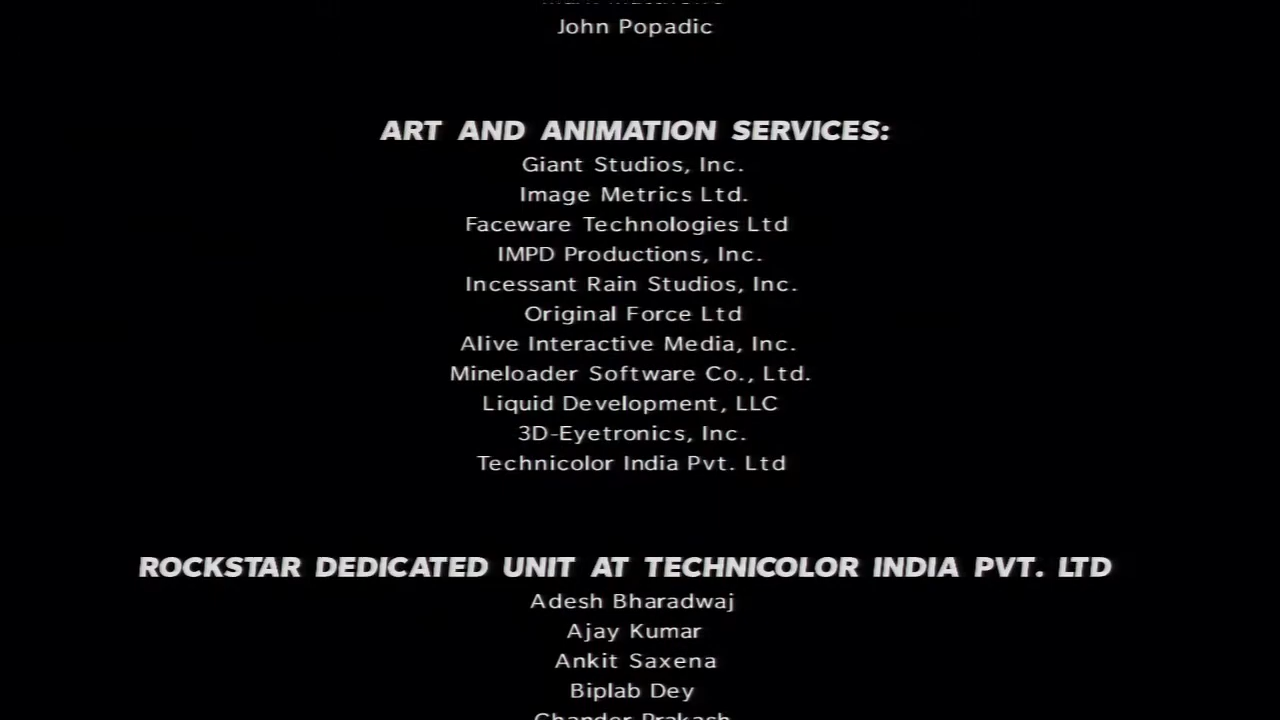 John Popadic
ART AND ANIMATION SERVICES:
Giant Studios, Inc.
Image Metrics Ltd.
Faceware Technologies Ltd
IMPD Productions, Inc.
Incessant Rain Studios, Inc.
Original Force Ltd
Alive Interactive Media, Inc.
Mineloader Software Co., Ltd.
Liquid Development, LLC
3D-Eyetronics, Inc.
Technicolor India Pvt. Ltd
ROCKSTAR DEDICATED UNIT AT TECHNICOLOR INDIA PVT. LTD
Adesh Bharadwaj
Ajay Kumar
Ankit Saxena
Biplab Dey
Chander Prakash